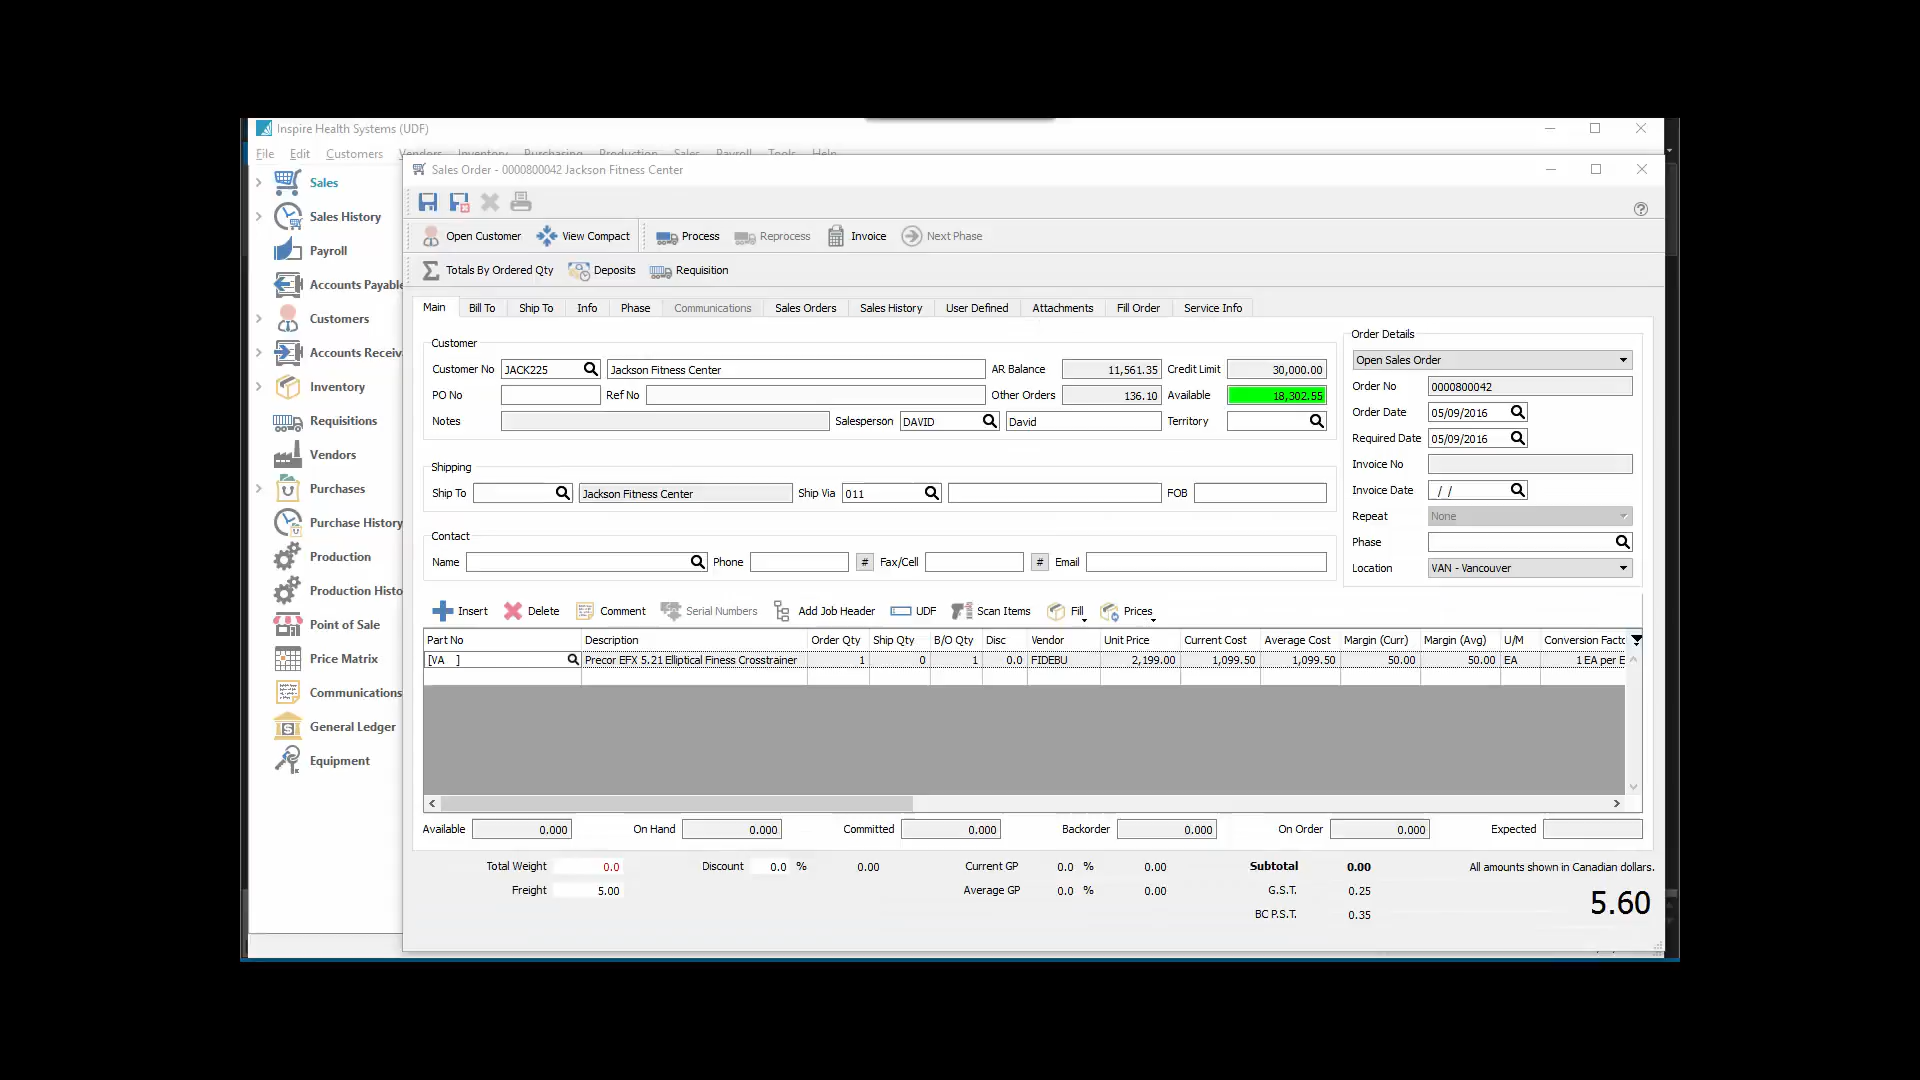 Inspire Health Systems (UDF)
File Edit Customers Vendors Inventory Purchasing Production Sales Payroll Tools Help
Sales
Sales History
Payroll
Accounts Payable
Customers
Accounts Receiv
Inventory
Requisitions
Vendors
Purchases
Purchase History
Production
Production Histo
Point of Sale
Price Matrix
Communications
General Ledger
Equipment
Sales Order - 0000800042 Jackson Fitness Center
Open Customer View Compact Process Reprocess Invoice Next Phase
Totals By Ordered Qty Deposits Requisition
Main Bill To Ship To Info Phase Communications Sales Orders Sales History User Defined Attachments Fill Order Service Info
Customer
Customer No JACK225 Jackson Fitness Center AR Balance 11,561.35 Credit Limit 30,000.00
PO No Ref No Other Orders 136.10 Available 18,302.55
Notes Salesperson DAVID David Territory
Shipping
Ship To Jackson Fitness Center Ship Via 011 FOB
Contact
Name Phone # Fax/Cell # Email
Order Details
Open Sales Order
Order No 0000800042
Order Date 05/09/2016
Required Date 05/09/2016
Invoice No
Invoice Date / /
Repeat None
Phase
Location VAN - Vancouver
Insert Delete Comment Serial Numbers Add Job Header UDF Scan Items Fill Prices
Part No Description Order Qty Ship Qty B/O Qty Disc Vendor Unit Price Current Cost Average Cost Margin (Curr) Margin (Avg) U/M Conversion Facto
[VA ] Precor EFX 5.21 Elliptical Finess Crosstrainer 1 0 1 0.0 FIDEBU 2,199.00 1,099.50 1,099.50 50.00 50.00 EA 1 EA per E
Available 0.000 On Hand 0.000 Committed 0.000 Backorder 0.000 On Order 0.000 Expected
Total Weight 0.0 Discount 0.0 % 0.00 Current GP 0.0 % 0.00 Subtotal 0.00 All amounts shown in Canadian dollars.
Freight 5.00 Average GP 0.0 % 0.00 G.S.T. 0.25 5.60
BC P.S.T. 0.35